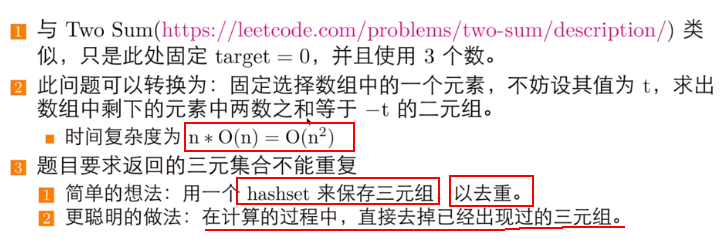 1 与 Two Sum(https://leetcode.com/problems/two-sum/description/) 类
似，只是此处固定 target = 0，并且使用 3 个数。
2 此问题可以转换为：固定选择数组中的一个元素，不妨设其值为 t，求出
数组中剩下的元素中两数之和等于 −t 的二元组。
时间复杂度为 n ∗ O(n) = O(n²)
3 题目要求返回的三元集合不能重复
1 简单的想法：用一个 hashset 来保存三元组 以去重。
2 更聪明的做法：在计算的过程中，直接去掉已经出现过的三元组。